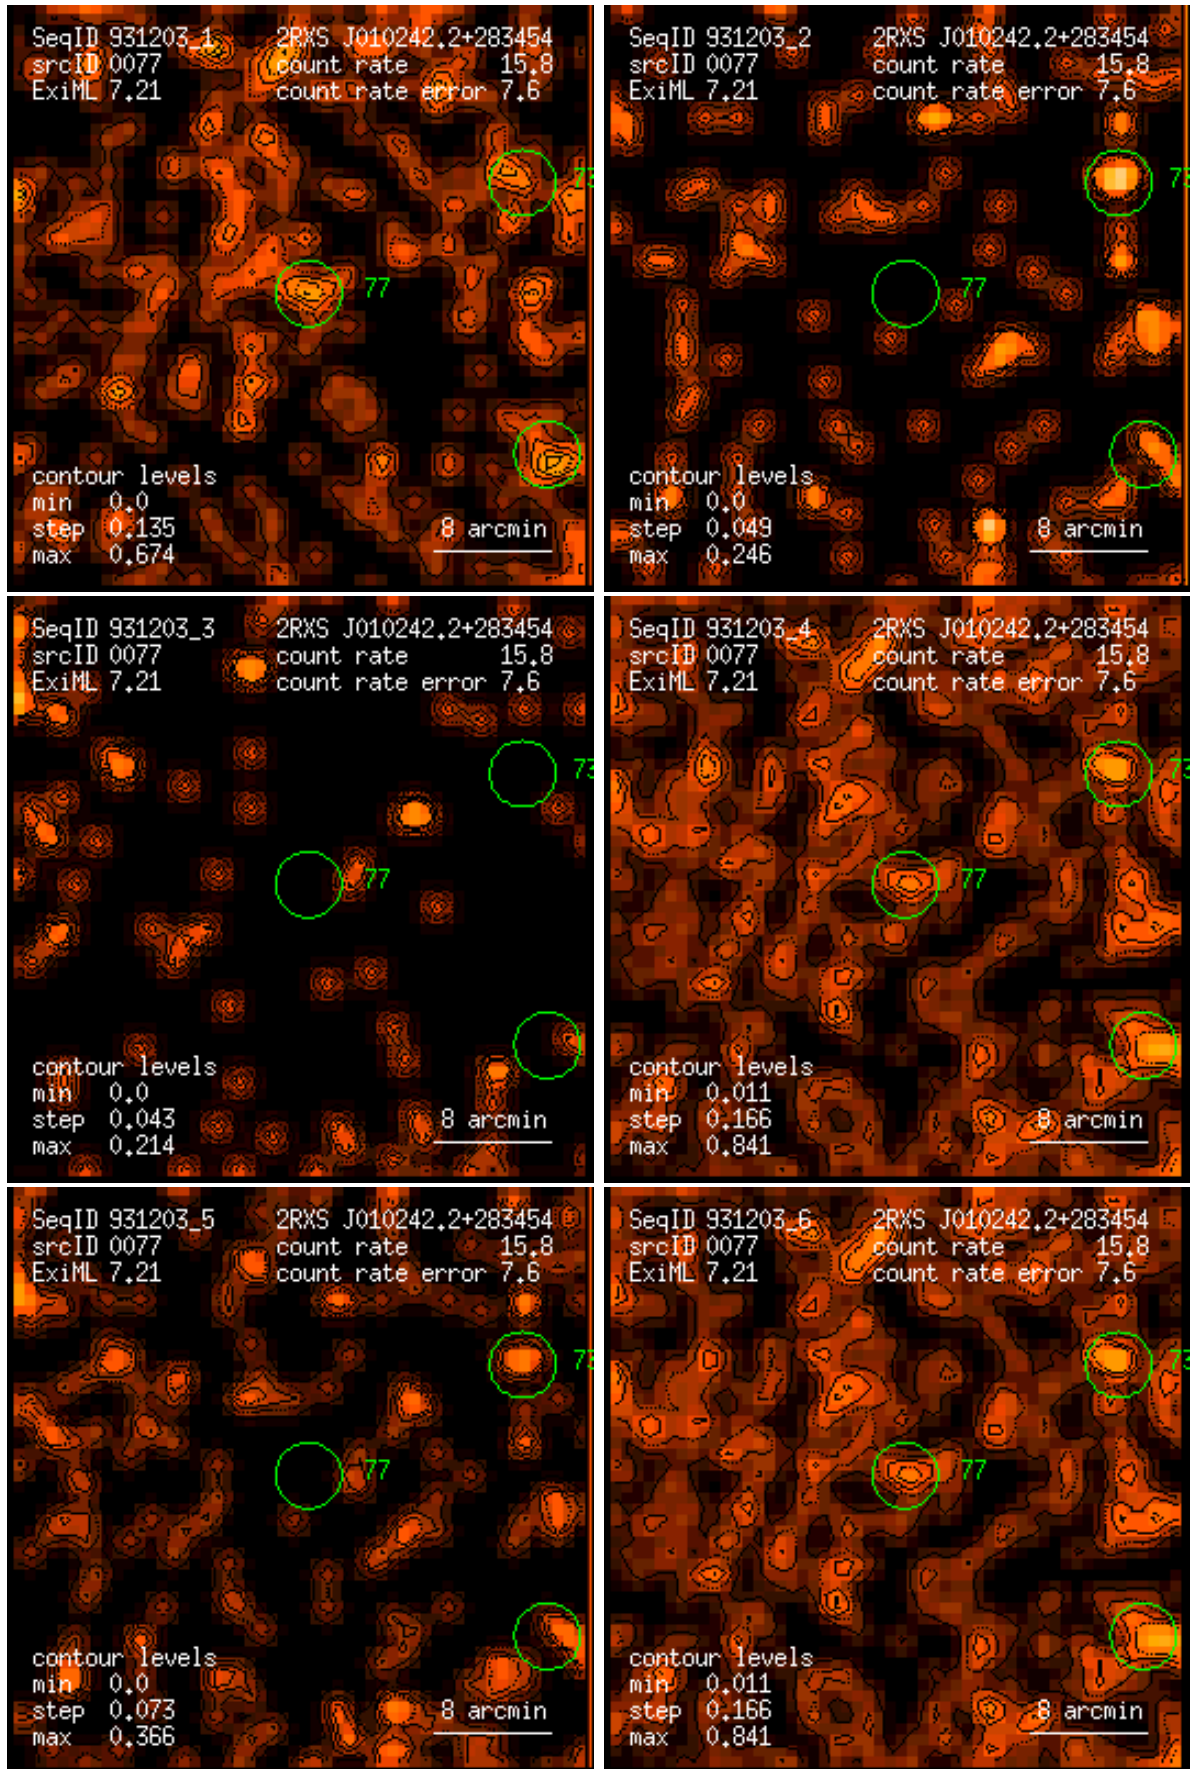 SeqID 931203_1 2RXS J010242.2+283454
srcID 0077 count rate 15.8
ExiML 7.21 count rate error 7.6
73
77
contour levels
min 0.0
step 0.135
max 0.674
8 arcmin
SeqID 931203_2 2RXS J010242.2+283454
srcID 0077 count rate 15.8
ExiML 7.21 count rate error 7.6
73
77
contour levels
min 0.0
step 0.049
max 0.246
8 arcmin
SeqID 931203_3 2RXS J010242.2+283454
srcID 0077 count rate 15.8
ExiML 7.21 count rate error 7.6
73
77
contour levels
min 0.0
step 0.043
max 0.214
8 arcmin
SeqID 931203_4 2RXS J010242.2+283454
srcID 0077 count rate 15.8
ExiML 7.21 count rate error 7.6
73
77
contour levels
min 0.011
step 0.166
max 0.841
8 arcmin
SeqID 931203_5 2RXS J010242.2+283454
srcID 0077 count rate 15.8
ExiML 7.21 count rate error 7.6
73
77
contour levels
min 0.0
step 0.073
max 0.366
8 arcmin
SeqID 931203_6 2RXS J010242.2+283454
srcID 0077 count rate 15.8
ExiML 7.21 count rate error 7.6
73
77
contour levels
min 0.011
step 0.166
max 0.841
8 arcmin